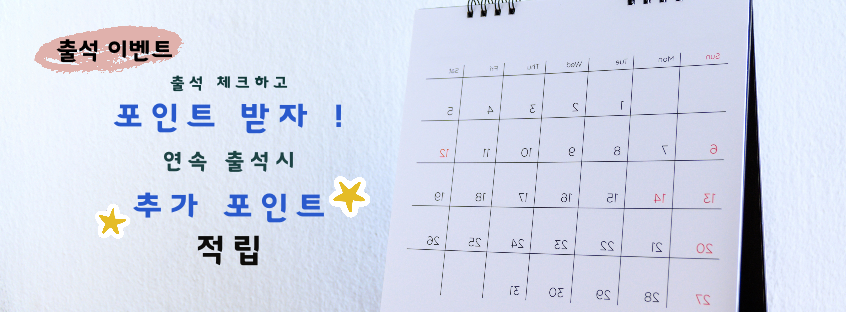 출석 이벤트
출석 체크하고
포인트 받자 !
연속 출석시
추가 포인트
적립
Sat Fri Thu Wed Tue Mon Sun
5 4 3 2 1
12 11 10 9 8 7 6
19 18 17 16 15 14 13
26 25 24 23 22 21 20
31 30 29 28 27